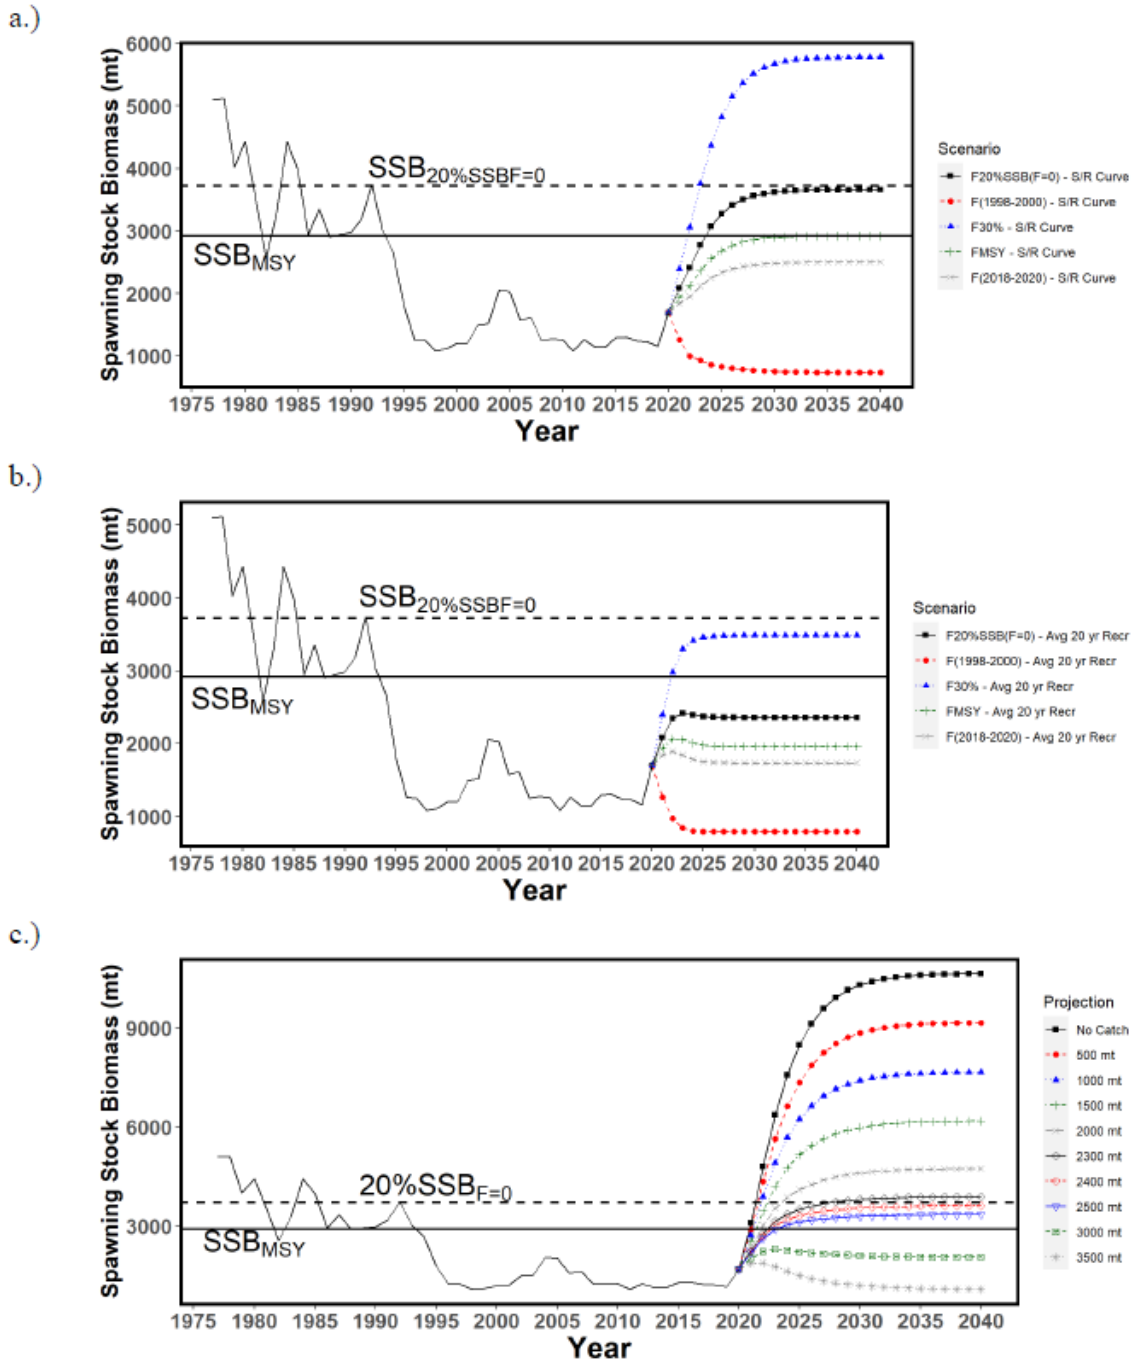 a.)
Spawning Stock Biomass (mt)
6000
5000
4000
3000
2000
1000
SSB20%SSBF=0
SSBMSY
1975 1980 1985 1990 1995 2000 2005 2010 2015 2020 2025 2030 2035 2040
Year
Scenario
F20%SSB(F=0) - S/R Curve
F(1998-2000) - S/R Curve
F30% - S/R Curve
FMSY - S/R Curve
F(2018-2020) - S/R Curve
b.)
Spawning Stock Biomass (mt)
5000
4000
3000
2000
1000
SSB20%SSBF=0
SSBMSY
1975 1980 1985 1990 1995 2000 2005 2010 2015 2020 2025 2030 2035 2040
Year
Scenario
F20%SSB(F=0) - Avg 20 yr Recr
F(1998-2000) - Avg 20 yr Recr
F30% - Avg 20 yr Recr
FMSY - Avg 20 yr Recr
F(2018-2020) - Avg 20 yr Recr
c.)
Spawning Stock Biomass (mt)
9000
6000
3000
20%SSBF=0
SSBMSY
1975 1980 1985 1990 1995 2000 2005 2010 2015 2020 2025 2030 2035 2040
Year
Projection
No Catch
500 mt
1000 mt
1500 mt
2000 mt
2300 mt
2400 mt
2500 mt
3000 mt
3500 mt